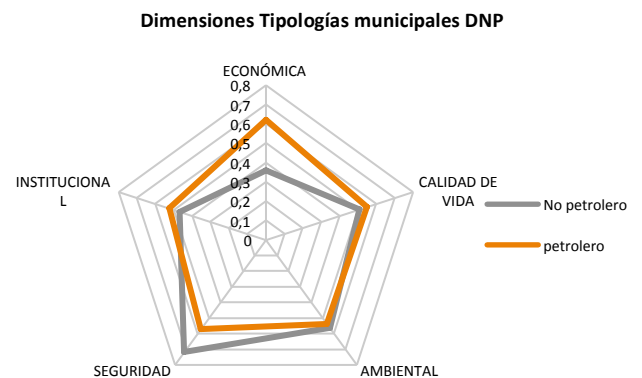 Dimensiones Tipologías municipales DNP
ECONÓMICA
0,8
0,7
0,6
0,5
0,4
0,3
0,2
0,1
0
INSTITUCIONA
L
CALIDAD DE
VIDA
No petrolero
petrolero
SEGURIDAD
AMBIENTAL